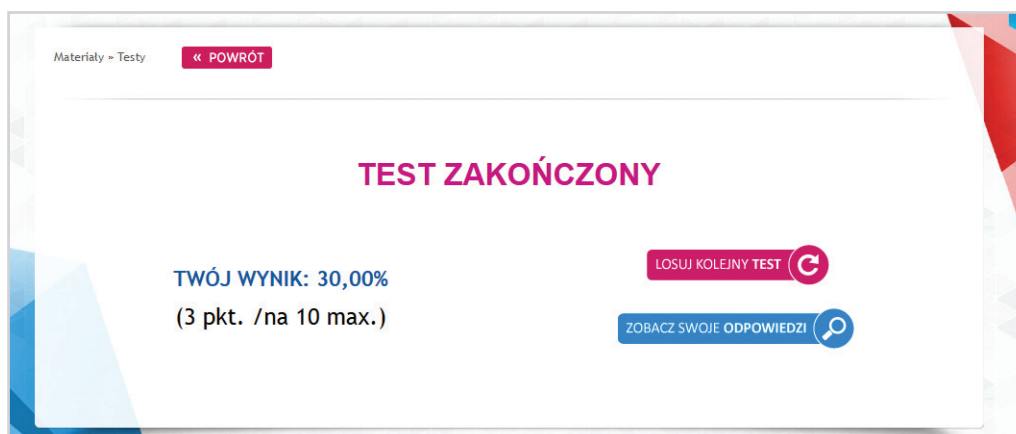 Materiały » Testy
« POWRÓT
TEST ZAKOŃCZONY
TWÓJ WYNIK: 30,00%
(3 pkt. /na 10 max.)
LOSUJ KOLEJNY TEST
ZOBACZ SWOJE ODPOWIEDZI